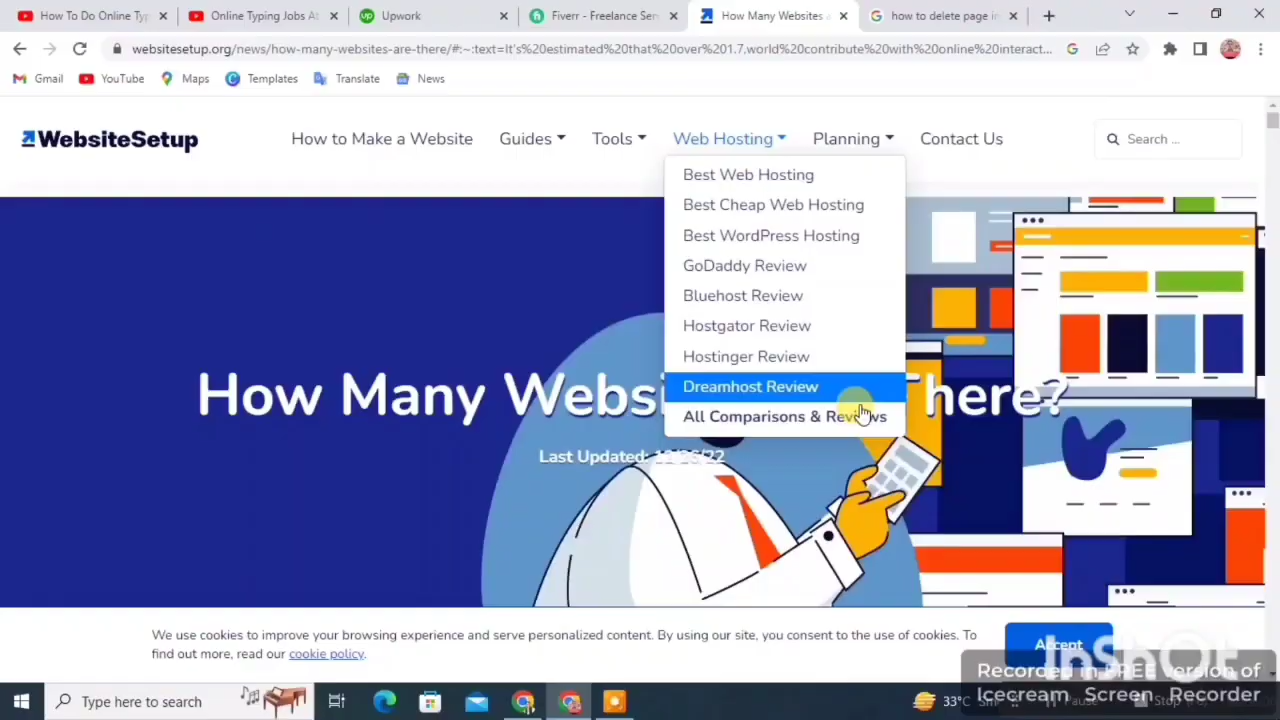 How To Do Online Typ
Online Typing Jobs A
Upwork
Fiverr - Freelance Serv
How Many Websites a
how to delete page in
websitesetup.org/news/how-many-websites-are-there/#:~:text=It's%20estimated%20that%20over%201.7,world%20contribute%20with%20online%20interact...
Gmail
YouTube
Maps
Templates
Translate
News
WebsiteSetup
How to Make a Website
Guides
Tools
Web Hosting
Planning
Contact Us
Search ...
Best Web Hosting
Best Cheap Web Hosting
Best WordPress Hosting
GoDaddy Review
Bluehost Review
Hostgator Review
Hostinger Review
Dreamhost Review
All Comparisons & Reviews
How Many Websi here?
Last Updated:
We use cookies to improve your browsing experience and serve personalized content. By using our site, you consent to the use of cookies. To
find out more, read our cookie policy.
Accept
InShOt
Recorded in FREE version of
Icecream Screen Recorder
Type here to search
33°C
Pause
Stop